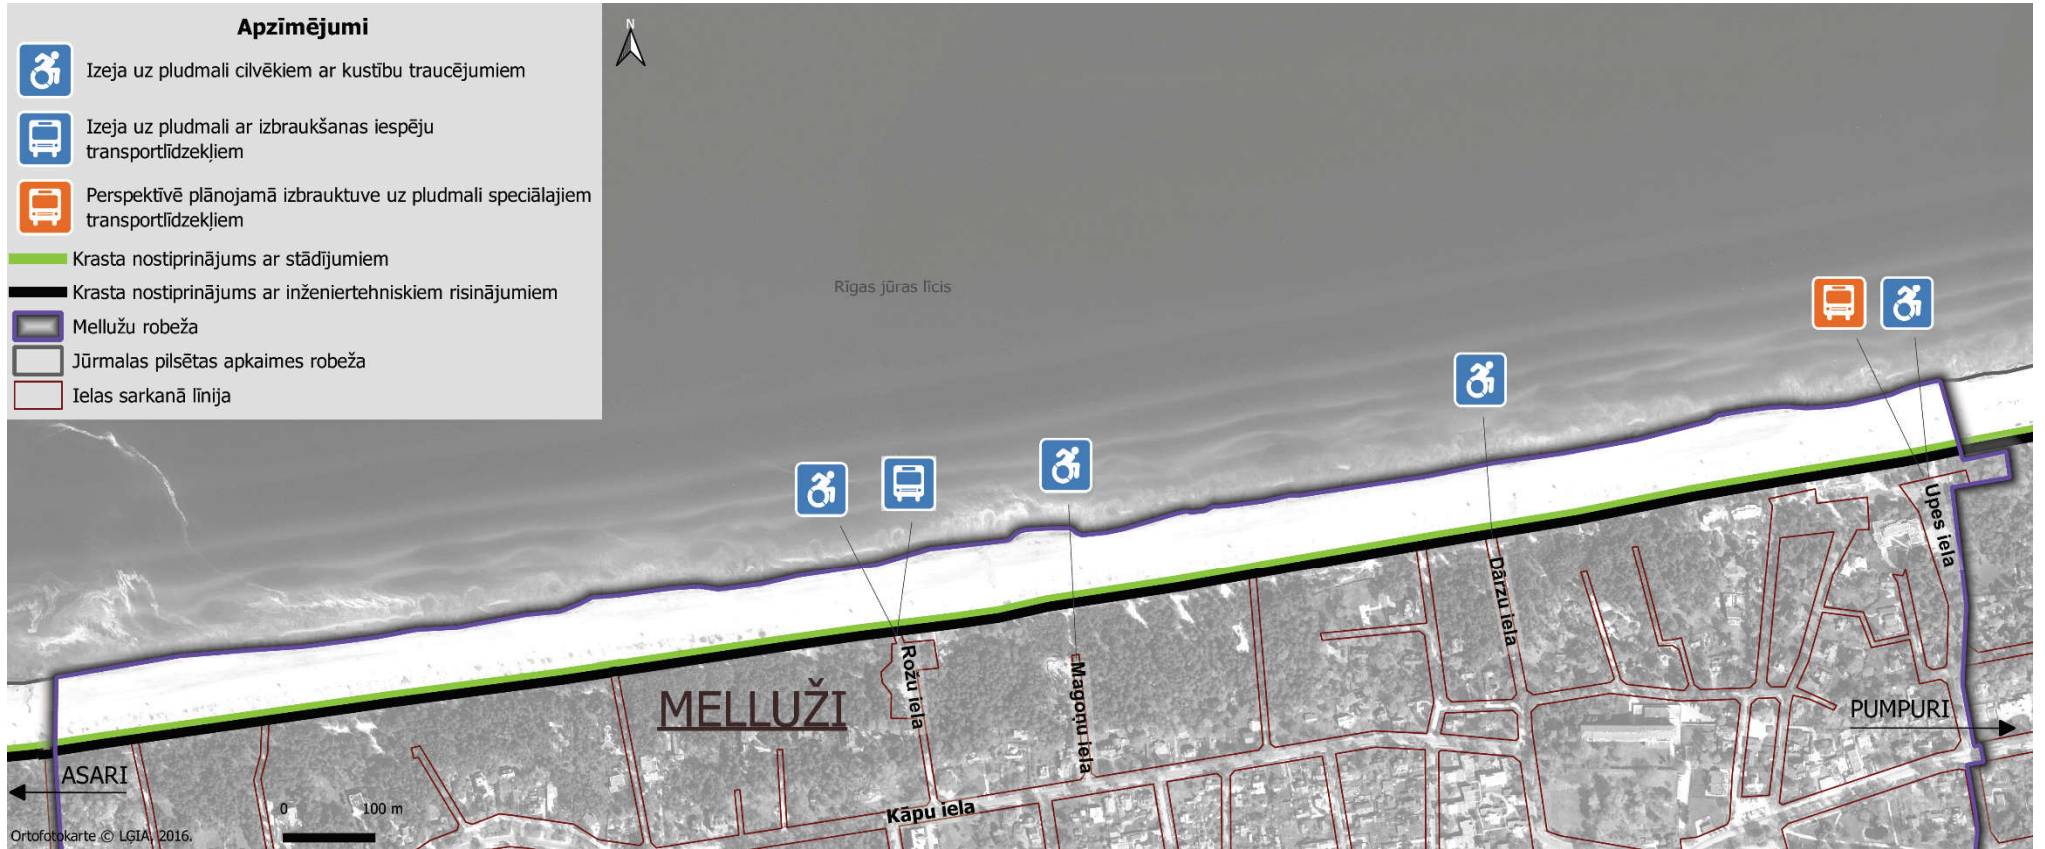 Apzīmējumi
Izeja uz pludmali cilvēkiem ar kustību traucējumiem
Izeja uz pludmali ar izbraukšanas iespēju
transportlīdzekļiem
Perspektīvē plānojamā izbrauktuve uz pludmali speciālajiem
transportlīdzekļiem
Krasta nostiprinājums ar stādījumiem
Krasta nostiprinājums ar inženiertehniskiem risinājumiem
Mellužu robeža
Jūrmalas pilsētas apkaimes robeža
Ielas sarkanā līnija
N
Rīgas jūras līcis
Upes iela
Dārzu iela
Rožu iela
Magoņu iela
MELLUŽI
PUMPURI
ASARI
0 100 m
Kāpu iela
Ortofotokarte © LĢIA, 2016.